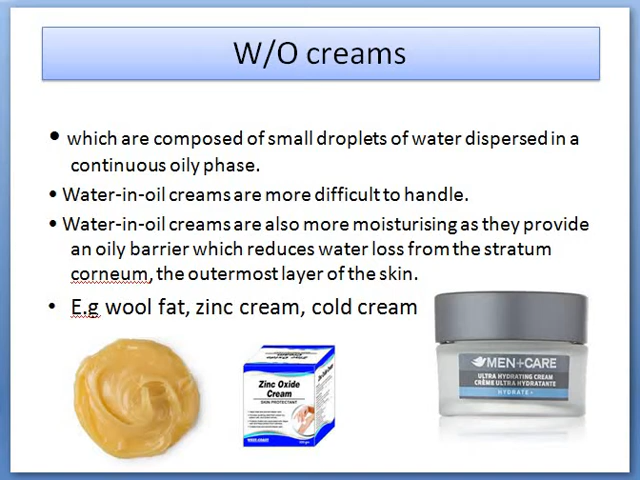 W/O creams
• which are composed of small droplets of water dispersed in a
continuous oily phase.
• Water-in-oil creams are more difficult to handle.
• Water-in-oil creams are also more moisturising as they provide
an oily barrier which reduces water loss from the stratum
corneum, the outermost layer of the skin.
• E.g wool fat, zinc cream, cold cream
MEN+CARE
ULTRA HYDRATING CREAM
CRÈME ULTRA HYDRATANTE
HYDRATE+
Zinc Oxide
Cream
SKIN PROTECTANT